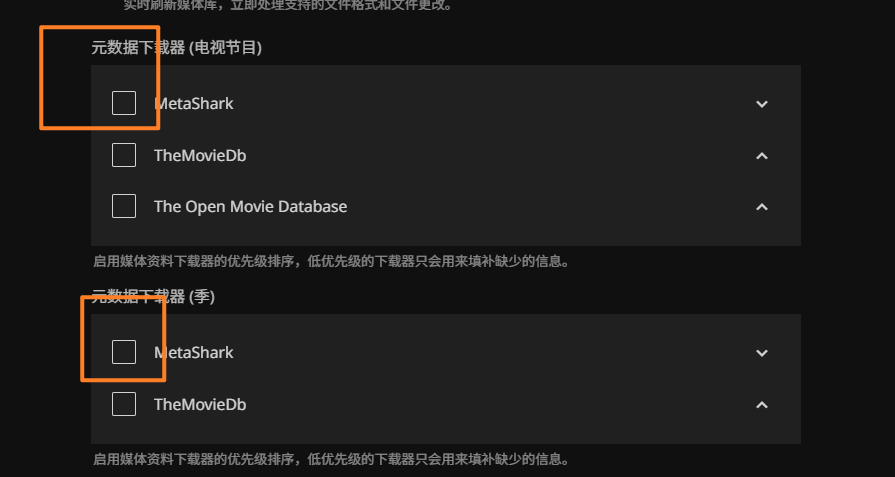 实时刷新媒体库，立即处理支持的文件格式和文件更改。
元数据下载器 (电视节目)
MetaShark
TheMovieDb
The Open Movie Database
启用媒体资料下载器的优先级排序，低优先级的下载器只会用来填补缺少的信息。
元数据下载器 (季)
MetaShark
TheMovieDb
启用媒体资料下载器的优先级排序，低优先级的下载器只会用来填补缺少的信息。